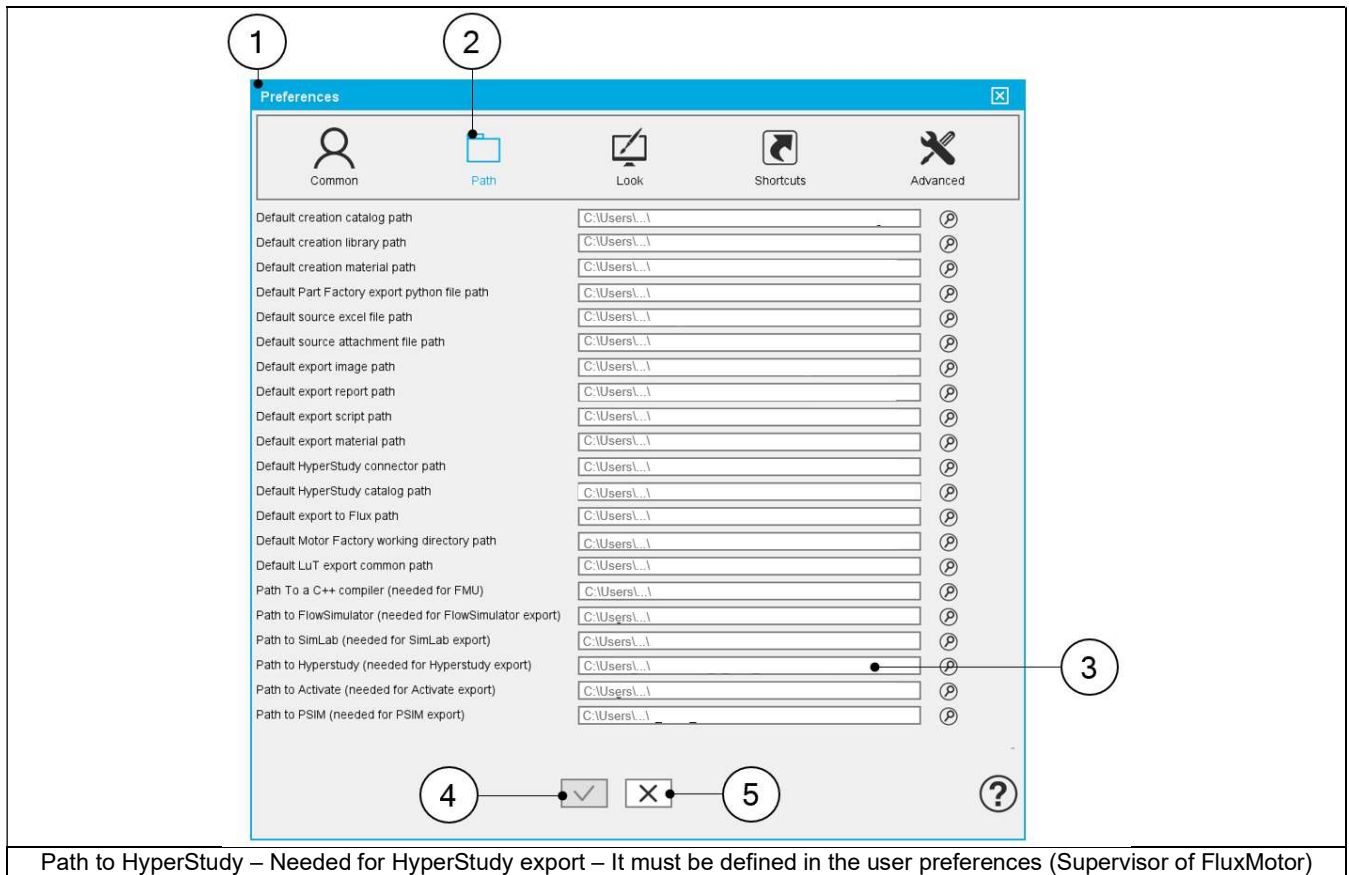 1
2
Preferences
Common
Path
Look
Shortcuts
Advanced
Default creation catalog path C:\Users\...\
Default creation library path C:\Users\...\
Default creation material path C:\Users\...\
Default Part Factory export python file path C:\Users\...\
Default source excel file path C:\Users\...\
Default source attachment file path C:\Users\...\
Default export image path C:\Users\...\
Default export report path C:\Users\...\
Default export script path C:\Users\...\
Default export material path C:\Users\...\
Default HyperStudy connector path C:\Users\...\
Default HyperStudy catalog path C:\Users\...\
Default export to Flux path C:\Users\...\
Default Motor Factory working directory path C:\Users\...\
Default LuT export common path C:\Users\...\
Path To a C++ compiler (needed for FMU) C:\Users\...\
Path to FlowSimulator (needed for FlowSimulator export) C:\Users\...\
Path to SimLab (needed for SimLab export) C:\Users\...\
Path to Hyperstudy (needed for Hyperstudy export) C:\Users\...\
3
Path to Activate (needed for Activate export) C:\Users\...\
Path to PSIM (needed for PSIM export) C:\Users\...\
4
5
?
Path to HyperStudy – Needed for HyperStudy export – It must be defined in the user preferences (Supervisor of FluxMotor)